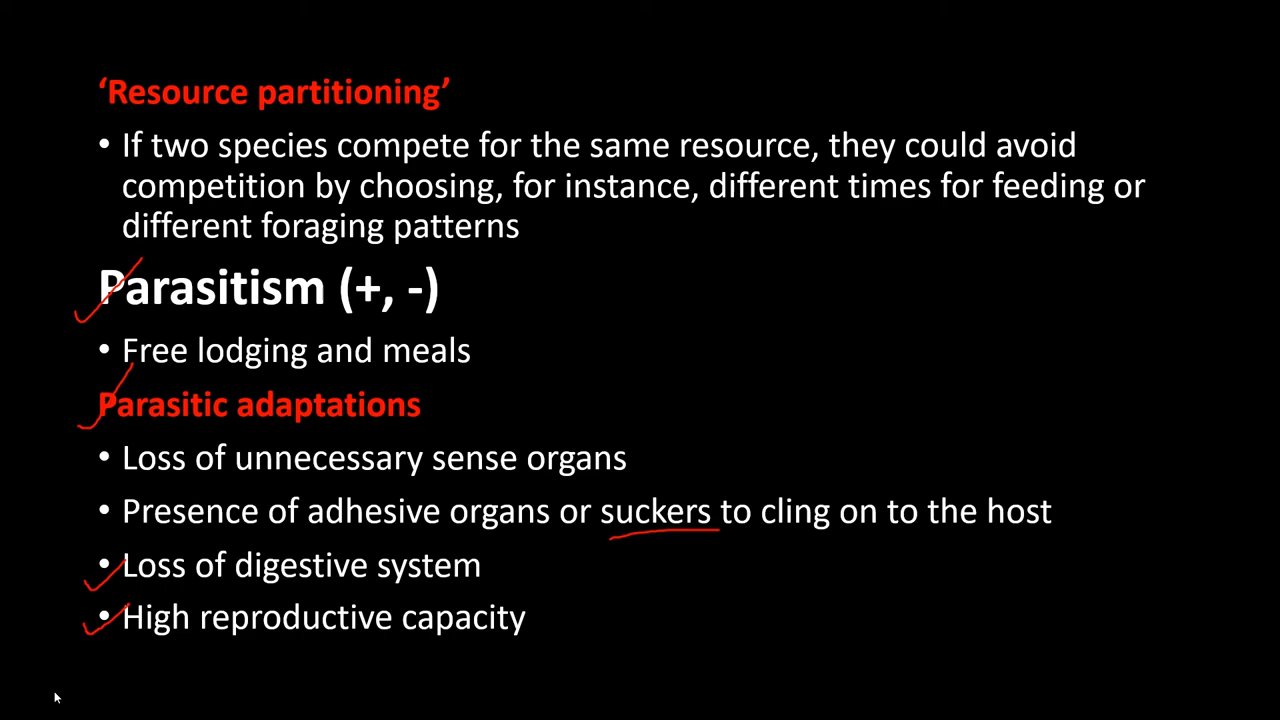 ‘Resource partitioning’
• If two species compete for the same resource, they could avoid
competition by choosing, for instance, different times for feeding or
different foraging patterns
Parasitism (+, -)
• Free lodging and meals
Parasitic adaptations
• Loss of unnecessary sense organs
• Presence of adhesive organs or suckers to cling on to the host
• Loss of digestive system
• High reproductive capacity